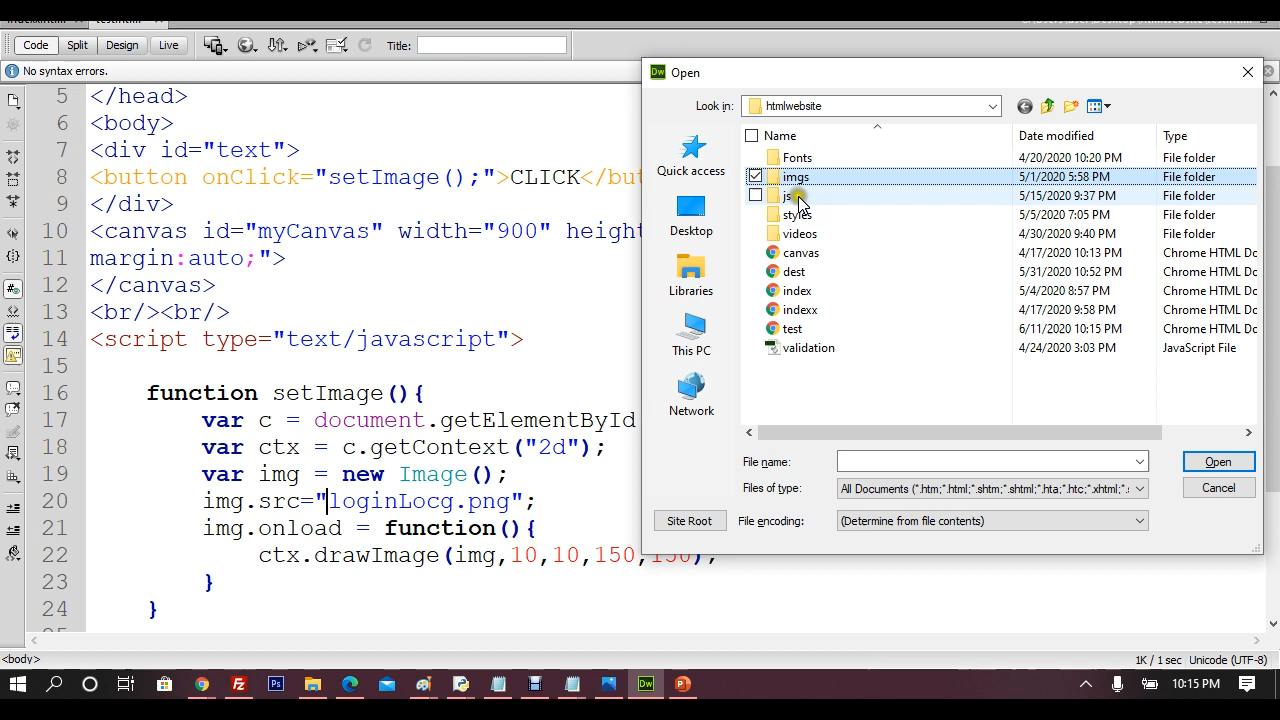 Code Split Design Live Title:
No syntax errors.
5 </head>
6 <body>
7 <div id="text">
8 <button onClick="setImage();">CLICK</but
9 </div>
10 <canvas id="myCanvas" width="900" height
11 margin:auto;">
12 </canvas>
13 <br/><br/>
14 <script type="text/javascript">
15
16 function setImage(){
17 var c = document.getElementById
18 var ctx = c.getContext("2d");
19 var img = new Image();
20 img.src="loginLocg.png";
21 img.onload = function(){
22 ctx.drawImage(img,10,10,150,150);
23 }
24 }
25
<body>
1K / 1 sec Unicode (UTF-8)
Dw Open
Look in: htmlwebsite
Quick access
Desktop
Libraries
This PC
Network
Name Date modified Type
Fonts 4/20/2020 10:20 PM File folder
imgs 5/1/2020 5:58 PM File folder
js 5/15/2020 9:37 PM File folder
styles 5/5/2020 7:05 PM File folder
videos 4/30/2020 9:40 PM File folder
canvas 4/17/2020 10:13 PM Chrome HTML Do
dest 5/31/2020 10:52 PM Chrome HTML Do
index 5/4/2020 8:57 PM Chrome HTML Do
indexx 4/17/2020 9:58 PM Chrome HTML Do
test 6/11/2020 10:15 PM Chrome HTML Do
validation 4/24/2020 3:03 PM JavaScript File
File name: Open
Files of type: All Documents (*.htm;*.html;*.shtm;*.shtml;*.hta;*.htc;*.xhtml;*.s Cancel
Site Root File encoding: (Determine from file contents)
Fz Ps Dw 10:15 PM